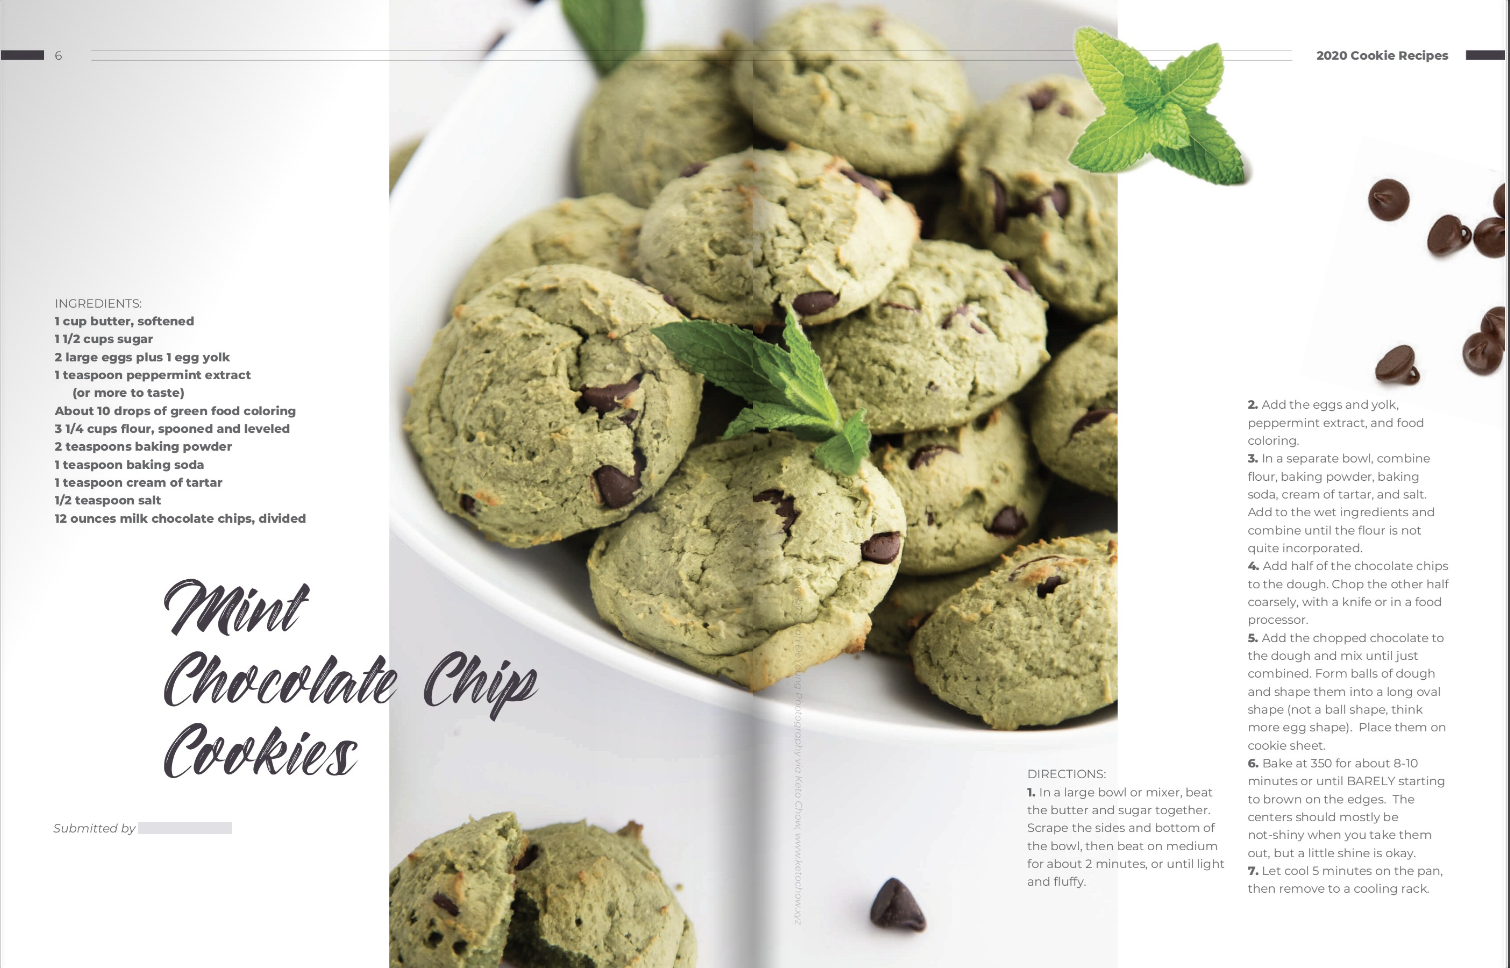 6
2020 Cookie Recipes
INGREDIENTS:
1 cup butter, softened
1 1/2 cups sugar
2 large eggs plus 1 egg yolk
1 teaspoon peppermint extract
(or more to taste)
About 10 drops of green food coloring
3 1/4 cups flour, spooned and leveled
2 teaspoons baking powder
1 teaspoon baking soda
1 teaspoon cream of tartar
1/2 teaspoon salt
12 ounces milk chocolate chips, divided
Mint
Chocolate Chip
Cookies
Submitted by
Photography via Keto Chow, www.ketochow.xyz
DIRECTIONS:
1. In a large bowl or mixer, beat
the butter and sugar together.
Scrape the sides and bottom of
the bowl, then beat on medium
for about 2 minutes, or until light
and fluffy.
2. Add the eggs and yolk,
peppermint extract, and food
coloring.
3. In a separate bowl, combine
flour, baking powder, baking
soda, cream of tartar, and salt.
Add to the wet ingredients and
combine until the flour is not
quite incorporated.
4. Add half of the chocolate chips
to the dough. Chop the other half
coarsely, with a knife or in a food
processor.
5. Add the chopped chocolate to
the dough and mix until just
combined. Form balls of dough
and shape them into a long oval
shape (not a ball shape, think
more egg shape).  Place them on
cookie sheet.
6. Bake at 350 for about 8-10
minutes or until BARELY starting
to brown on the edges.  The
centers should mostly be
not-shiny when you take them
out, but a little shine is okay.
7. Let cool 5 minutes on the pan,
then remove to a cooling rack.